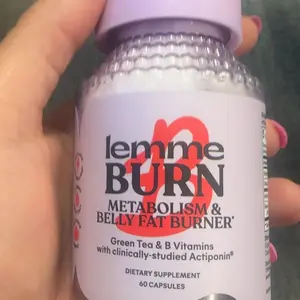 lemme
BURN
METABOLISM &
BELLY FAT BURNER*
Green Tea & B Vitamins
with clinically-studied Actiponin®
DIETARY SUPPLEMENT
60 CAPSULES